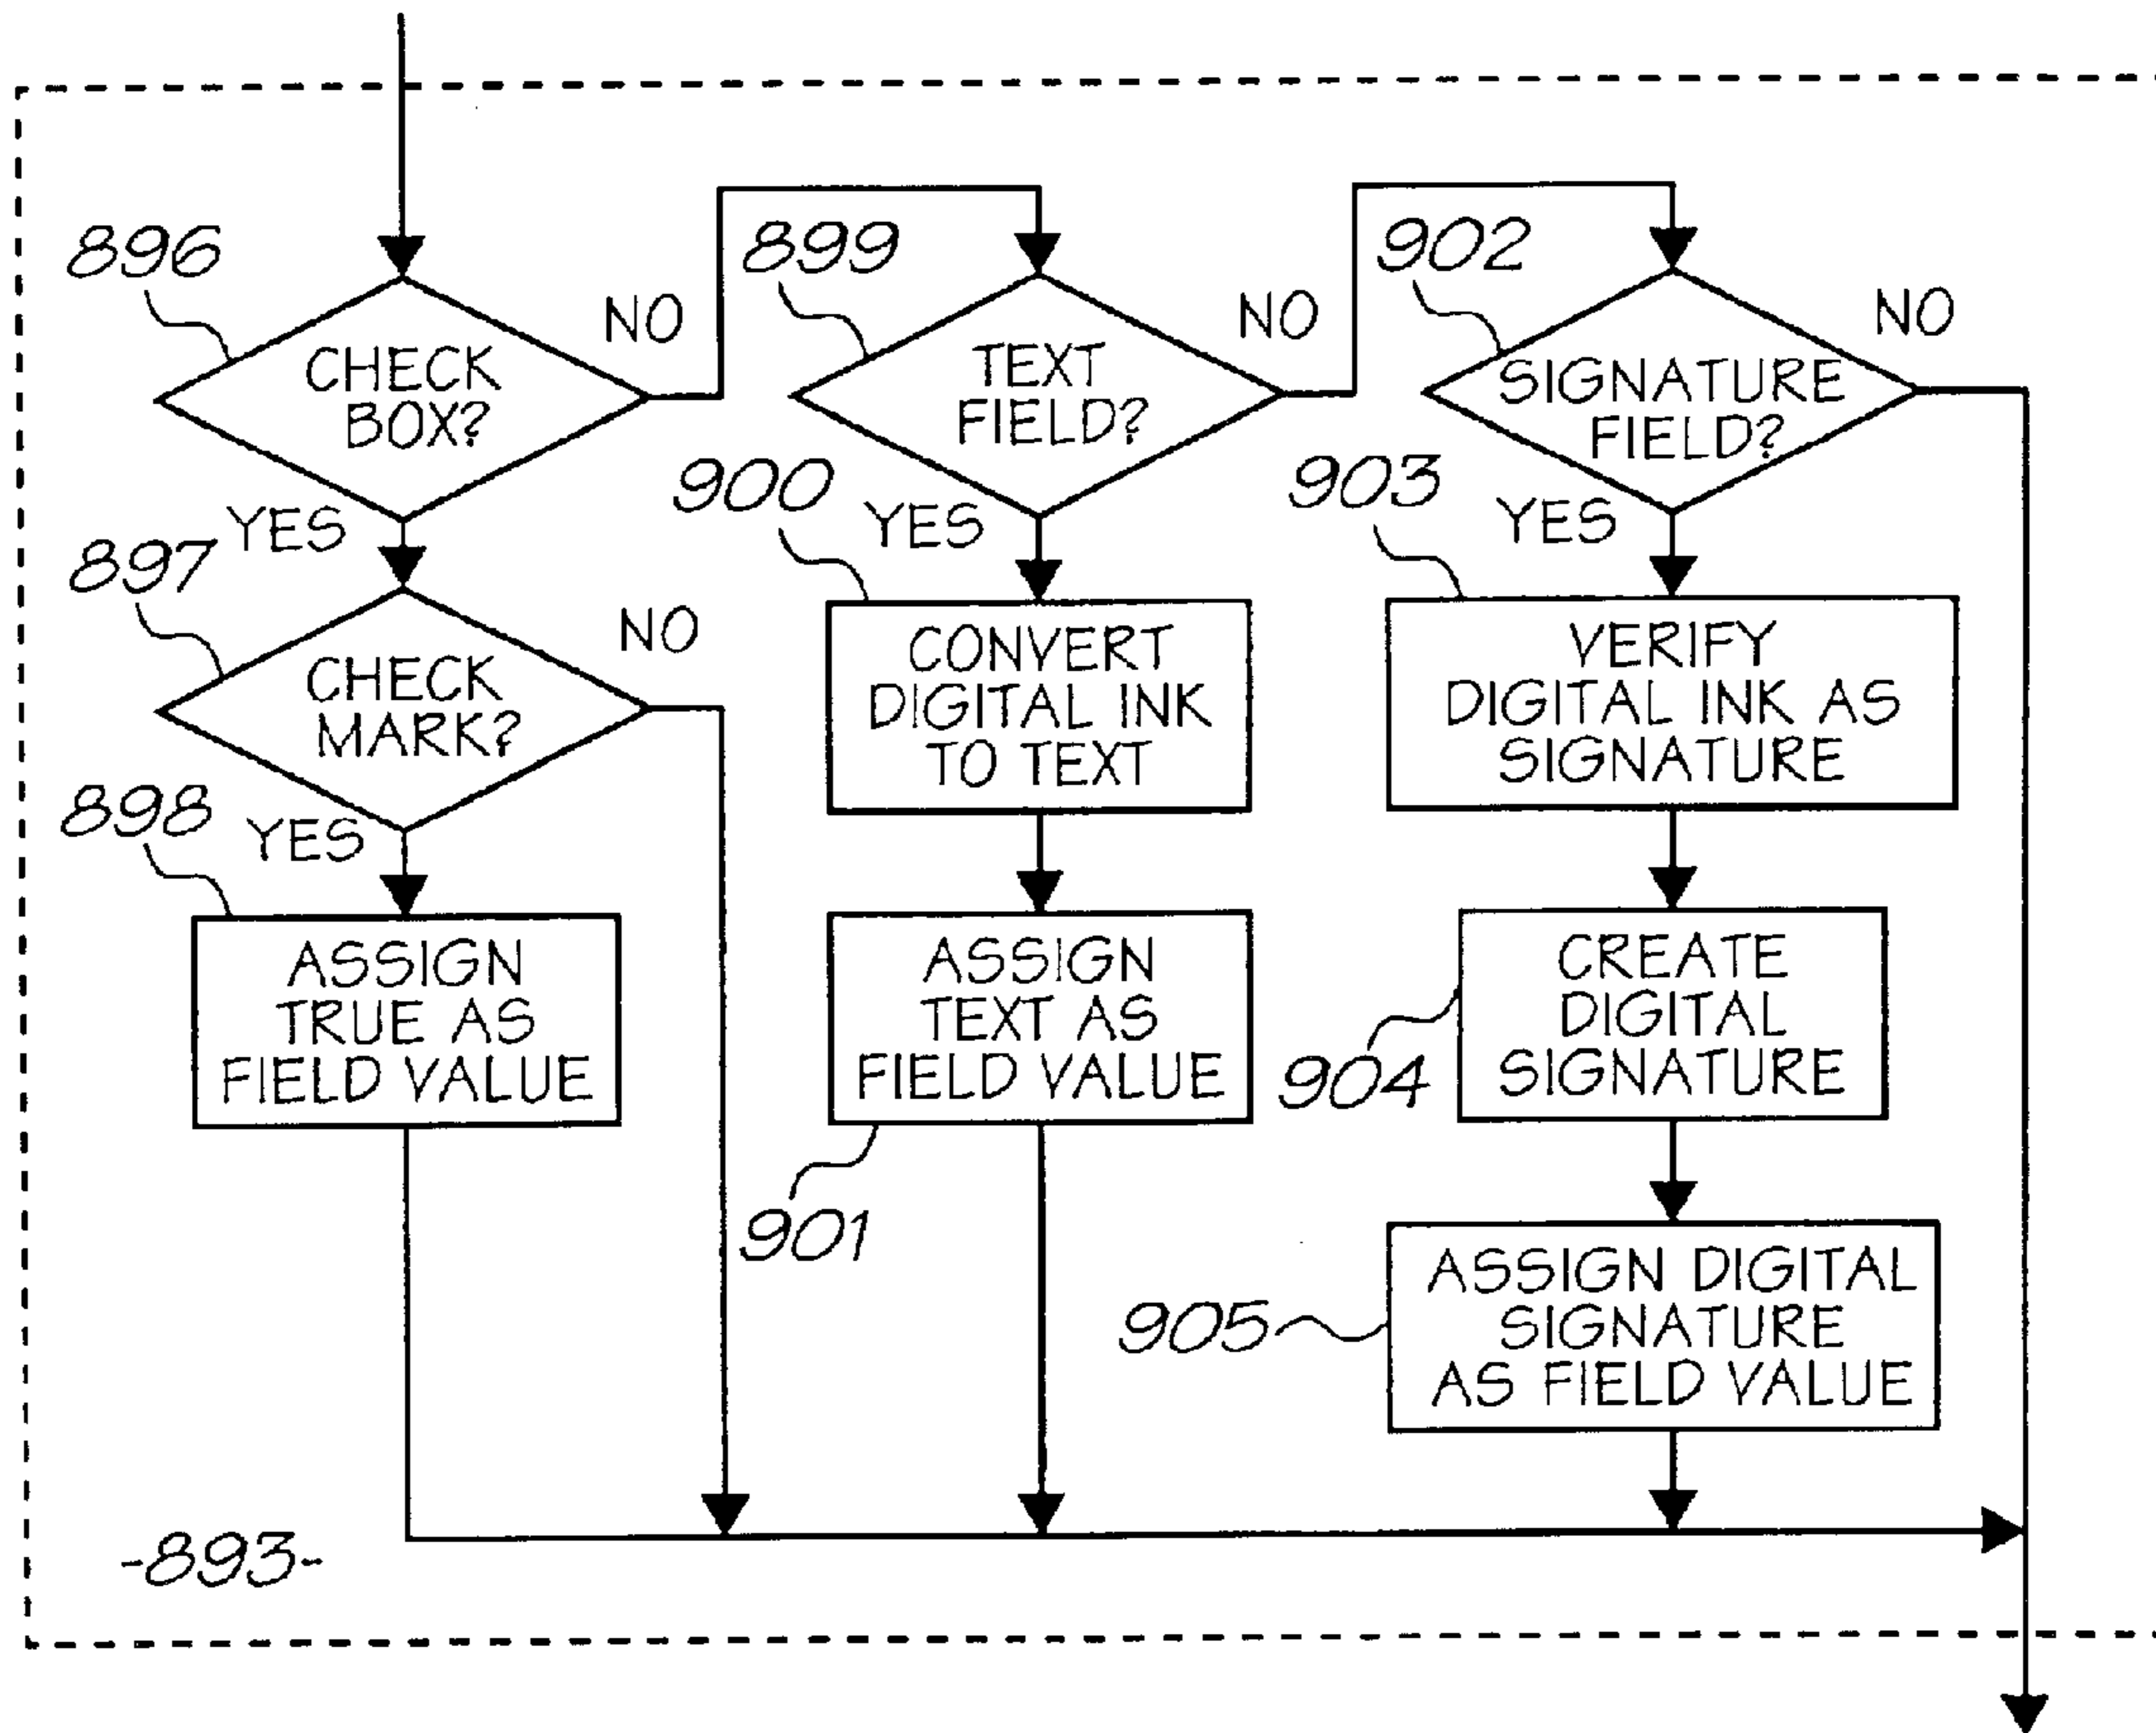 896
CHECK
BOX?
NO
YES
897
CHECK
MARK?
NO
YES
898
ASSIGN
TRUE AS
FIELD VALUE
899
TEXT
FIELD?
NO
YES
900
CONVERT
DIGITAL INK
TO TEXT
ASSIGN
TEXT AS
FIELD VALUE
901
902
SIGNATURE
FIELD?
NO
YES
903
VERIFY
DIGITAL INK AS
SIGNATURE
CREATE
DIGITAL
SIGNATURE
904
ASSIGN DIGITAL
SIGNATURE
AS FIELD VALUE
905
-893-